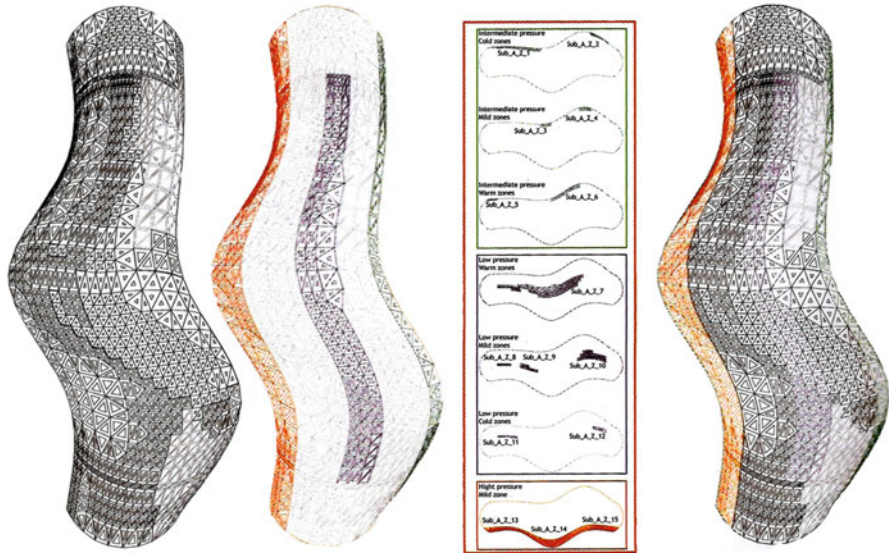 Intermediate pressure
Cold zones
Sub_A_Z_2
Sub_A_Z_1
Intermediate pressure
Mild zones
Sub_A_Z_4
Sub_A_Z_3
Intermediate pressure
Warm zones
Sub_A_Z_6
Sub_A_Z_5
Low pressure
Warm zones
Sub_A_Z_7
Low pressure
Mild zones
Sub_A_Z_8 Sub_A_Z_9
Sub_A_Z_10
Low pressure
Cold zones
Sub_A_Z_12
Sub_A_Z_11
Hight pressure
Mild zone
Sub_A_Z_13 Sub_A_Z_14 Sub_A_Z_15